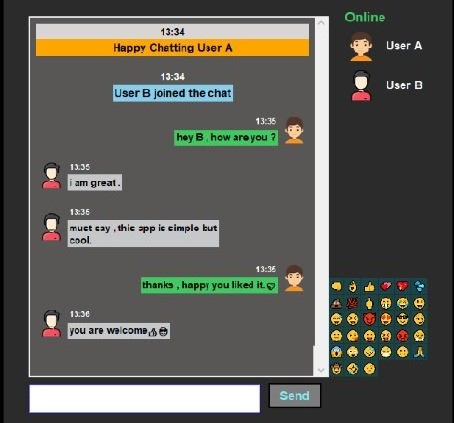 13:34
Happy Chatting User A
13:34
User B joined the chat
13:35
hey B , how are you ?
13:35
i am great .
13:35
must say , this app is simple but
cool.
13:35
thanks , happy you liked it.
13:36
you are welcome
Send
Online
User A
User B